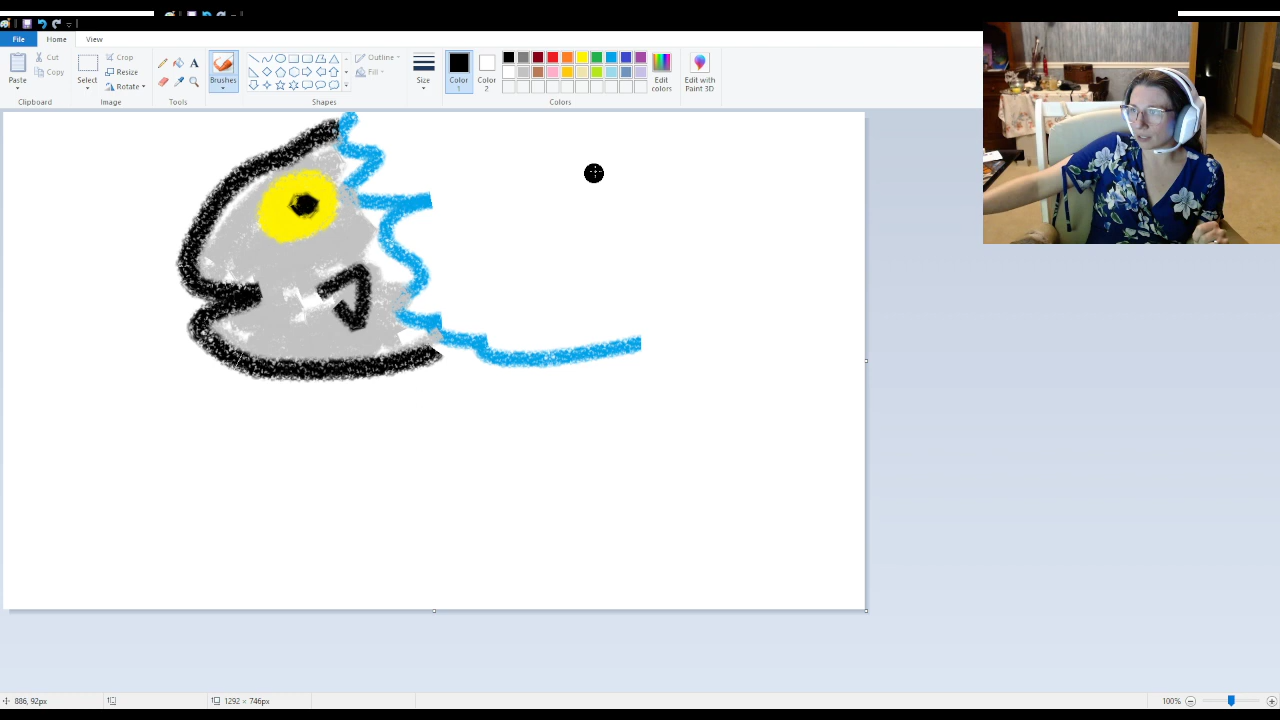 File Home View
Cut Crop Outline
Copy Resize Fill
Paste Select Rotate A Brushes Size Color 1 Color 2 Edit colors Edit with Paint 3D
Clipboard Image Tools Shapes Colors
886, 92px 1292 × 746px 100%